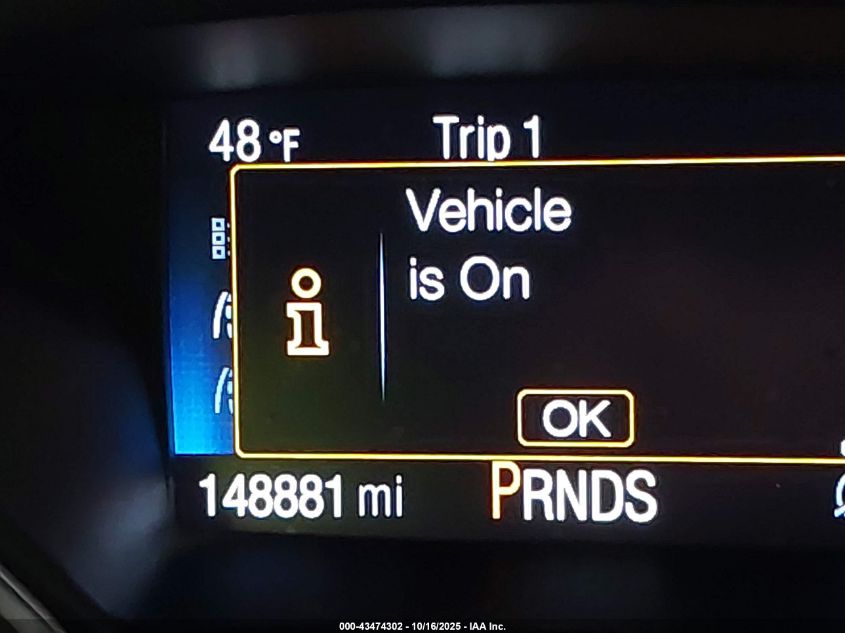 48 °F Trip 1
Vehicle
is On
OK
148881 mi PRNDS
000-43474302 - 10/16/2025 - IAA Inc.